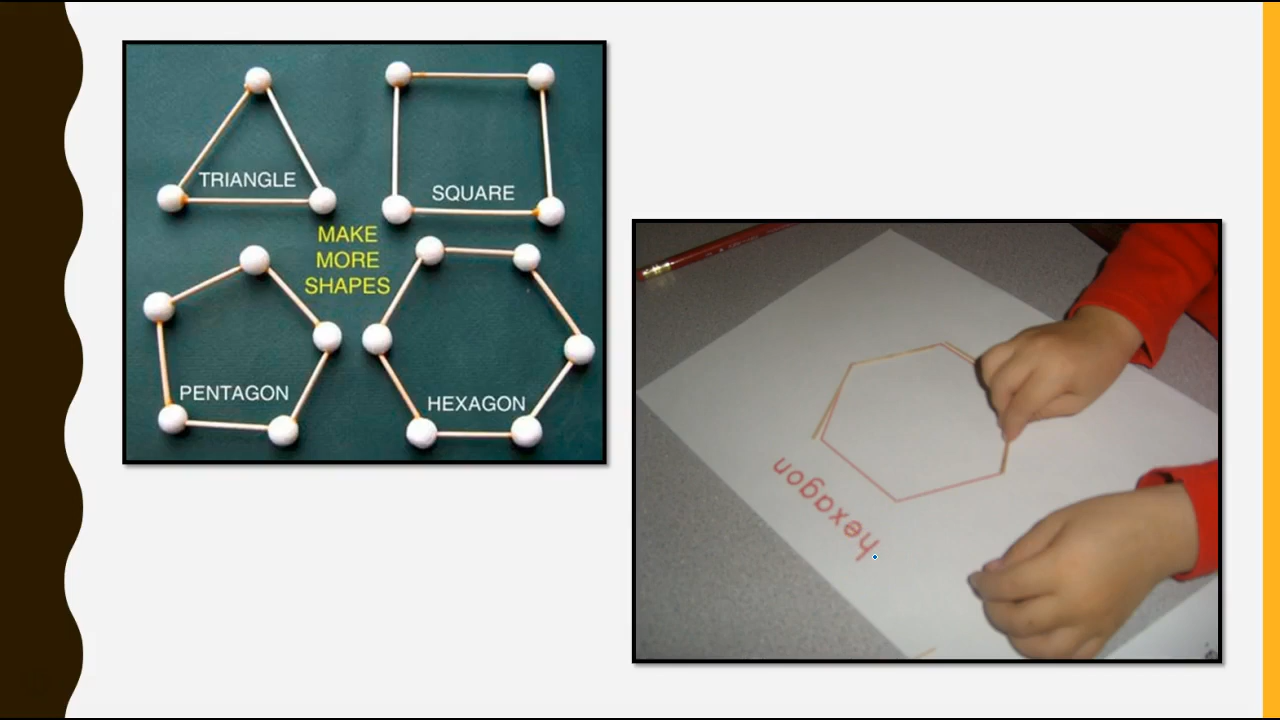 TRIANGLE
SQUARE
MAKE
MORE
SHAPES
PENTAGON
HEXAGON
hexagon